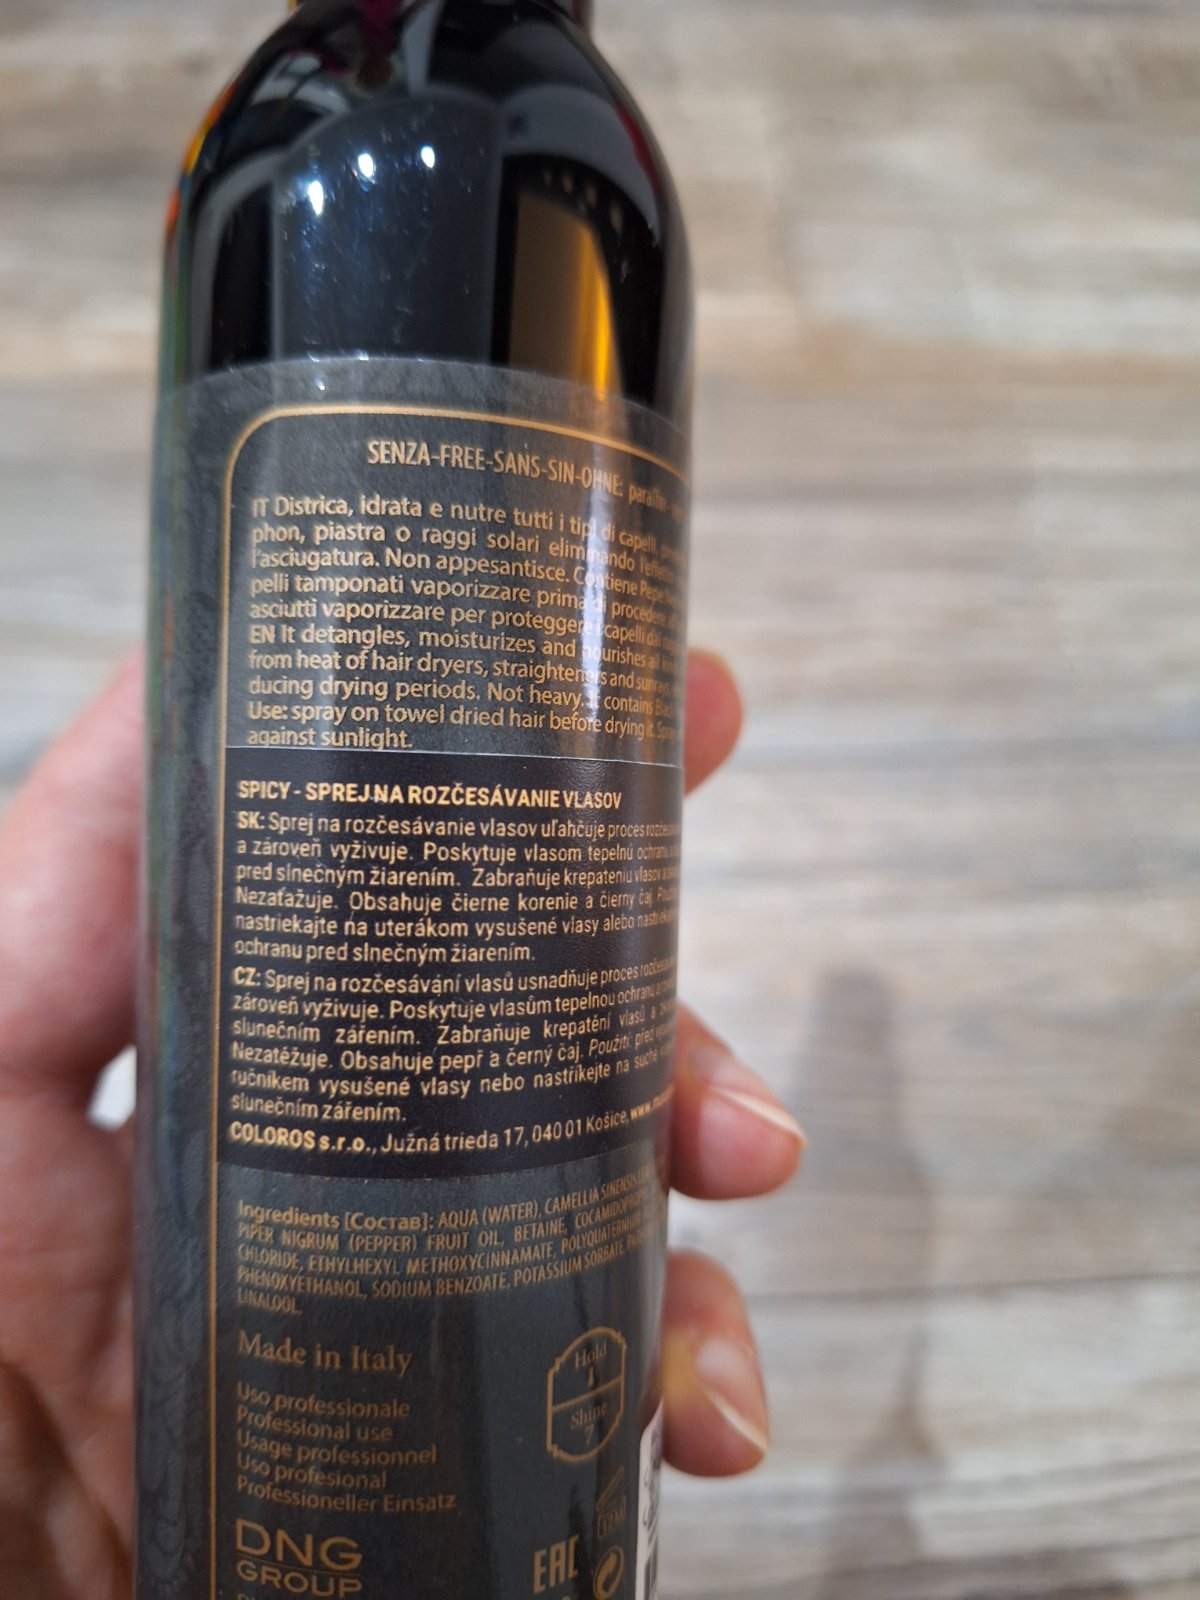 SENZA-FREE-SANS-SIN-OHNE: paraffin
IT Districa, idrata e nutre tutti i tipi di capelli,
phon, piastra o raggi solari eliminando l'effetto
l'asciugatura. Non appesantisce. Contiene Pepe
pelli tamponati vaporizzare prima di procedere
asciutti vaporizzare per proteggere i capelli dai
EN It detangles, moisturizes and nourishes all
from heat of hair dryers, straighteners and sunrays,
ducing drying periods. Not heavy. It contains Black
Use: spray on towel dried hair before drying it. Spray
against sunlight.
SPICY - SPREJ NA ROZČESÁVANIE VLASOV
SK: Sprej na rozčesávanie vlasov uľahčuje proces
a zároveň vyživuje. Poskytuje vlasom tepelnú ochranu
pred slnečným žiarením. Zabraňuje krepateniu vlasov a
Nezaťažuje. Obsahuje čierne korenie a čierny čaj.
nastriekajte na uterákom vysušené vlasy alebo
ochranu pred slnečným žiarením.
CZ: Sprej na rozčesávání vlasů usnadňuje proces
zároveň vyživuje. Poskytuje vlasům tepelnou ochranu a
slunečním zářením. Zabraňuje krepatění vlasů a
Nezatěžuje. Obsahuje pepř a černý čaj. Použití: před
ručníkem vysušené vlasy nebo nastříkejte na suché
slunečním zářením.
COLOROS s.r.o., Južná trieda 17, 040 01 Košice, www.
Ingredients [Состав]: AQUA (WATER), CAMELLIA SINENSIS
PIPER NIGRUM (PEPPER) FRUIT OIL, BETAINE,
CHLORIDE, ETHYLHEXYL METHOXYCINNAMATE,
PHENOXYETHANOL, SODIUM BENZOATE, POTASSIUM SORBATE,
LINALOOL.
Made in Italy
Hold
1
Shine
7
Uso professionale
Professional use
Usage professionnel
Uso profesional
Professioneller Einsatz
12M
DNG
GROUP
EAC